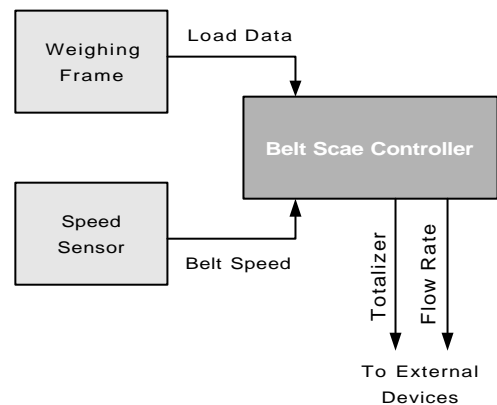 Weighing
Frame
Load Data
Belt Scae Controller
Speed
Sensor
Belt Speed
Totalizer
Flow Rate
To External
Devices